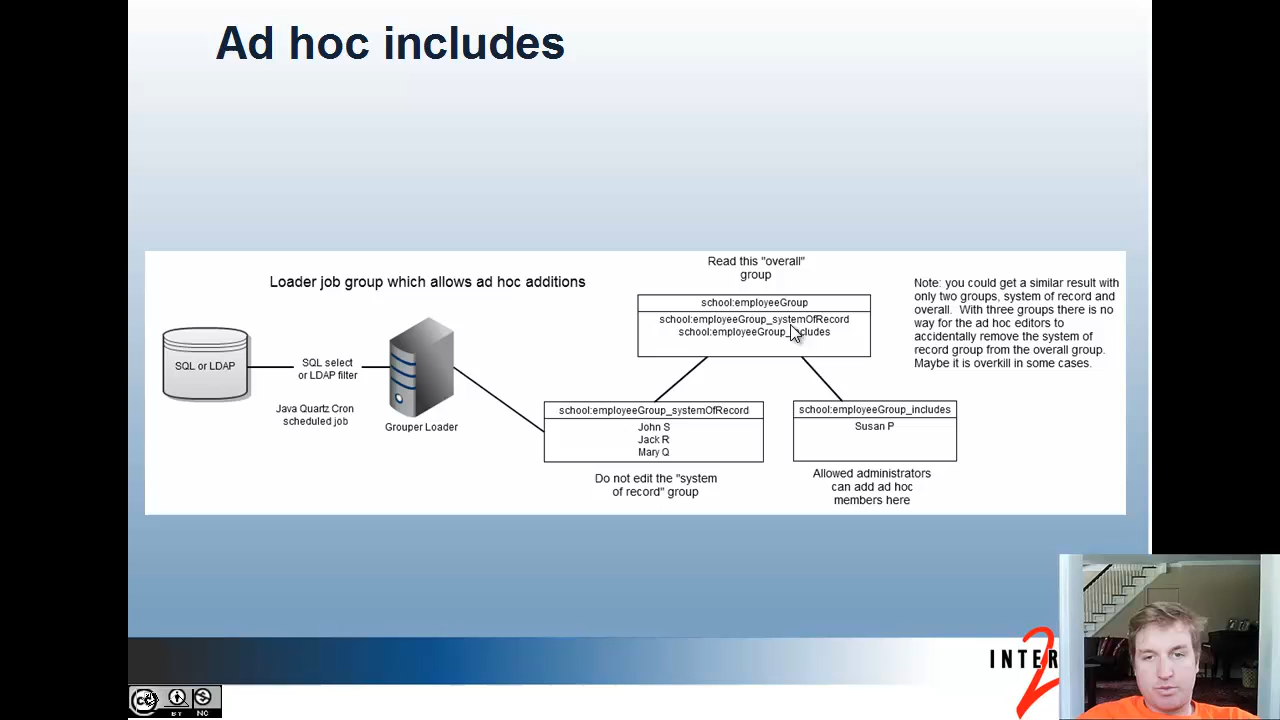 Ad hoc includes
Loader job group which allows ad hoc additions
Read this "overall"
group
school:employeeGroup
school:employeeGroup_systemOfRecord
school:employeeGroup_includes
Note: you could get a similar result with
only two groups, system of record and
overall.  With three groups there is no
way for the ad hoc editors to
accidentally remove the system of
record group from the overall group.
Maybe it is overkill in some cases.
SQL or LDAP
SQL select
or LDAP filter
Java Quartz Cron
scheduled job
Grouper Loader
school:employeeGroup_systemOfRecord
John S
Jack R
Mary Q
Do not edit the "system
of record" group
school:employeeGroup_includes
Susan P
Allowed administrators
can add ad hoc
members here
INTER
2
cc
BY NC